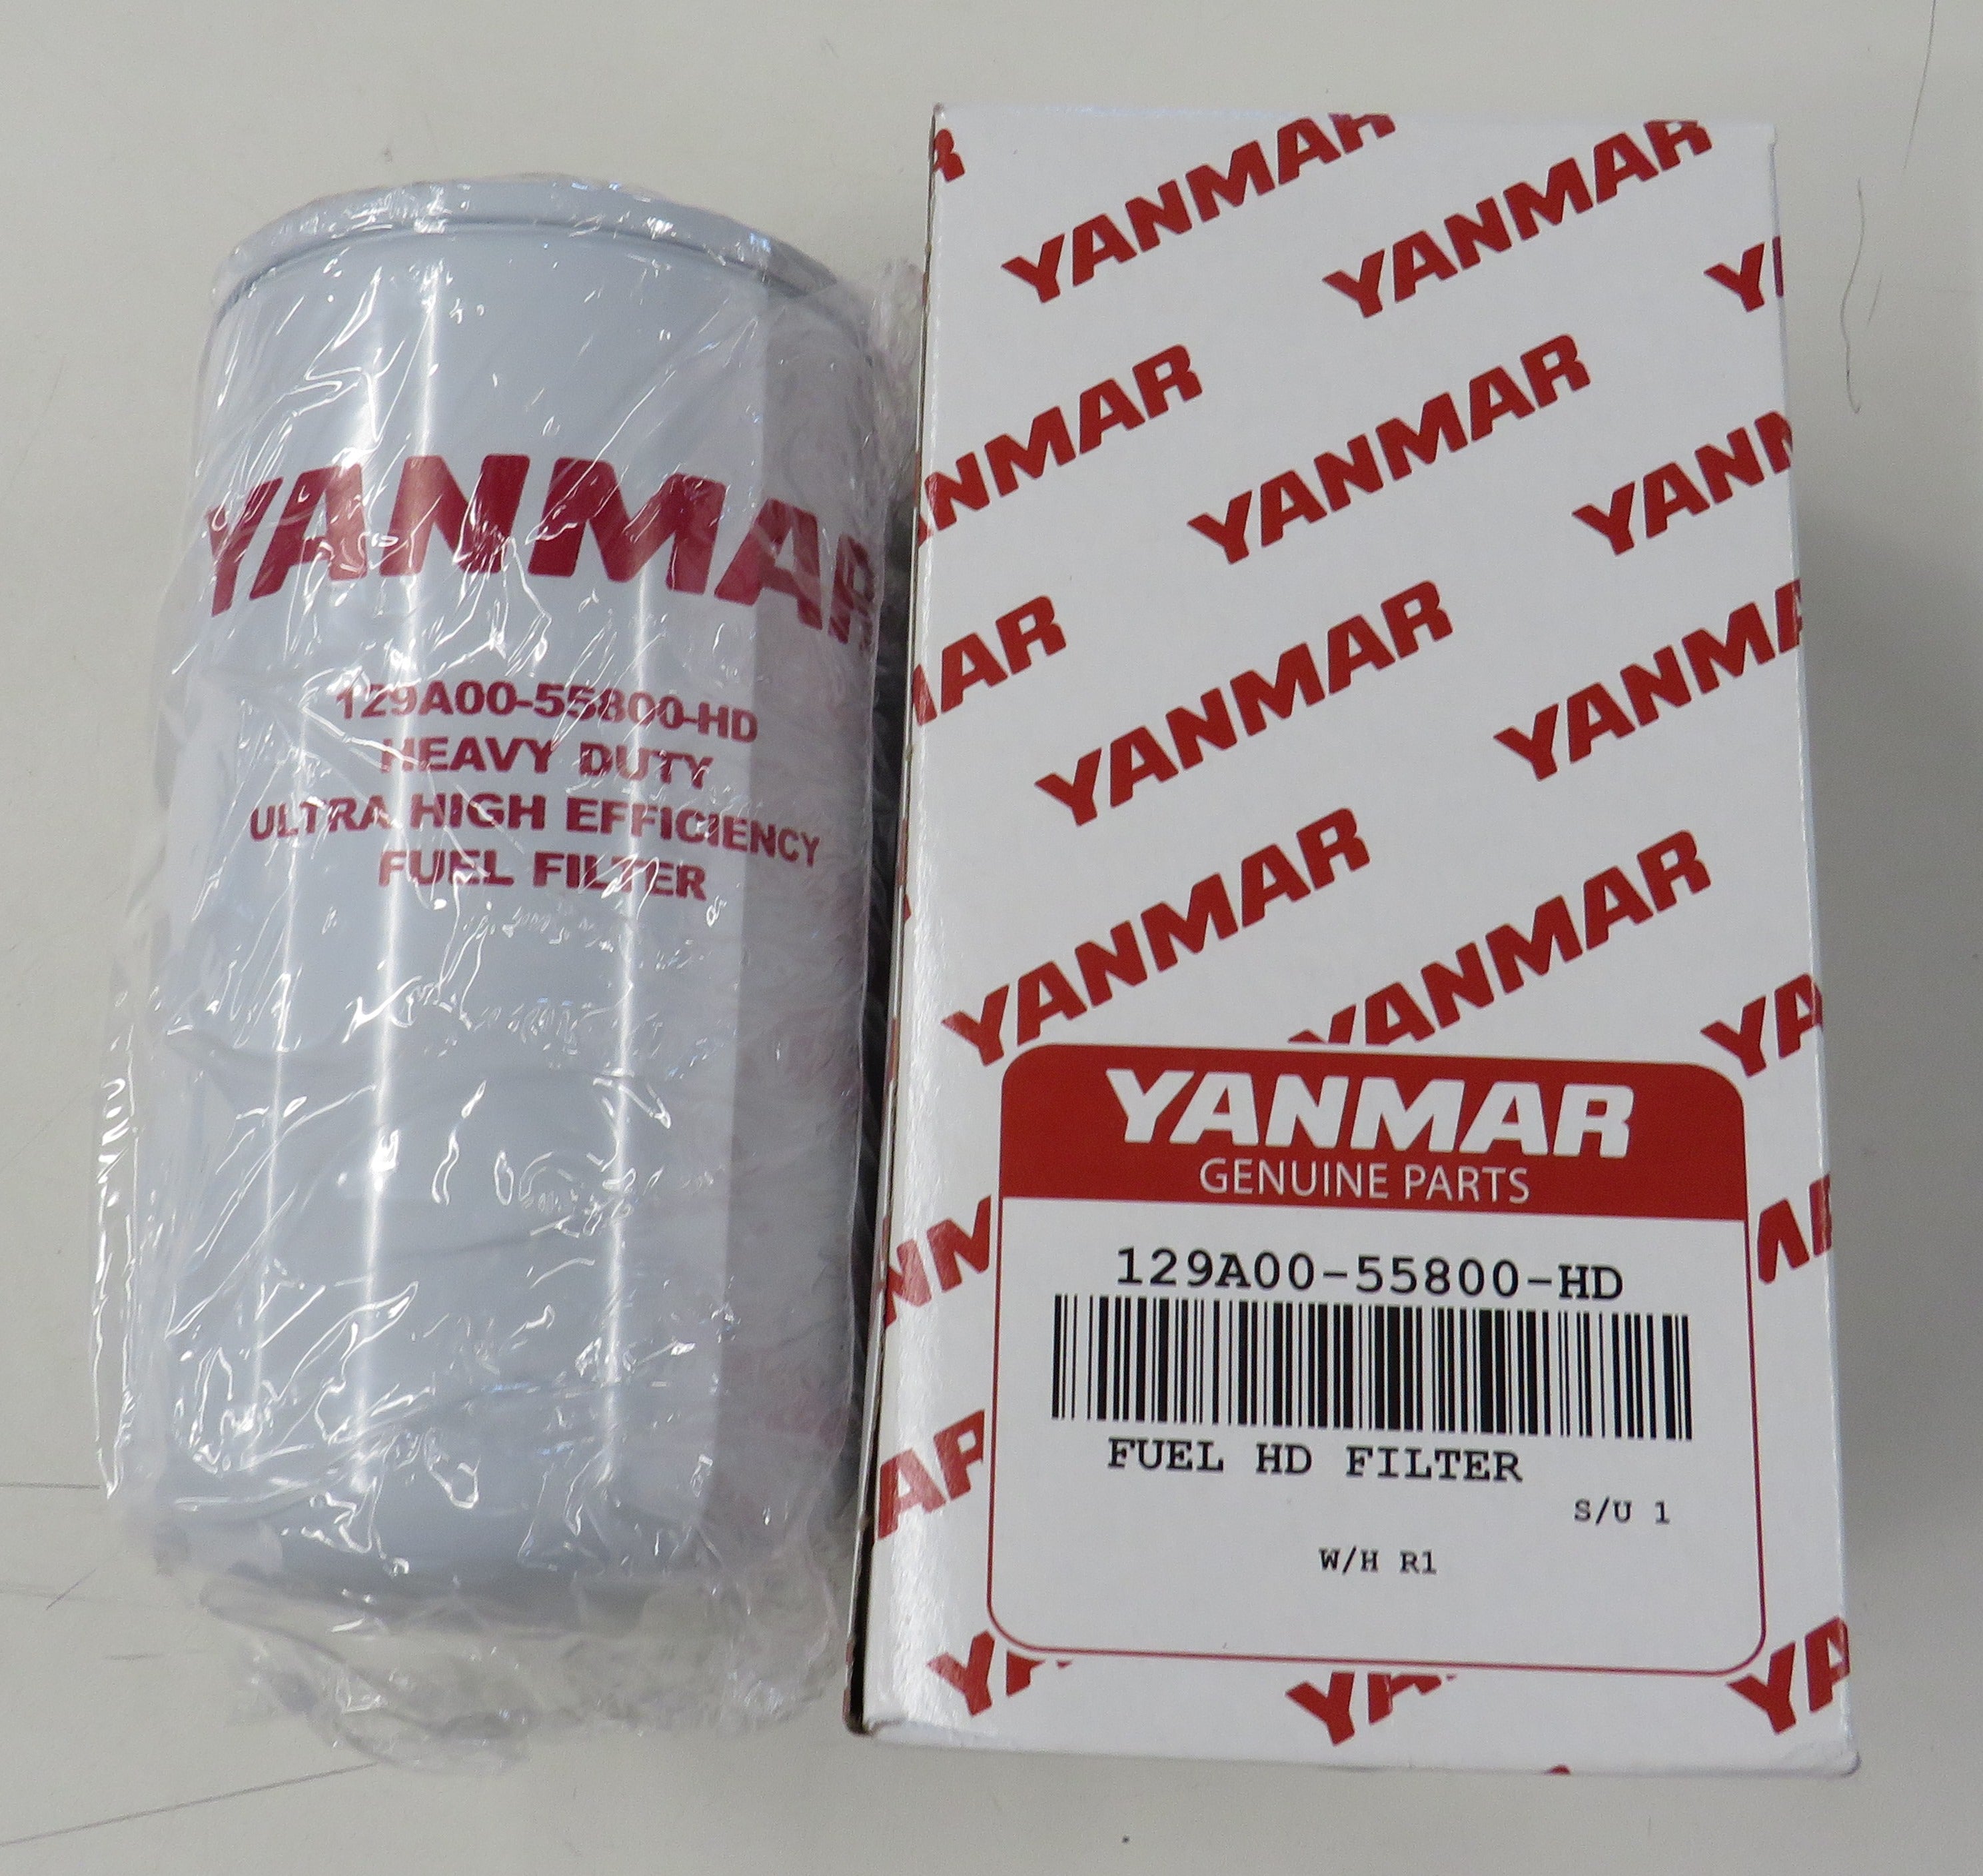 YANMAR
129A00-55800-HD
HEAVY DUTY
ULTRA HIGH EFFICIENCY
FUEL FILTER
YANMAR
YANMAR
YANMAR
YANMAR
YANMAR
YANMAR
YANMAR
YANMAR
YANMAR
GENUINE PARTS
129A00-55800-HD
FUEL HD FILTER
S/U 1
W/H R1